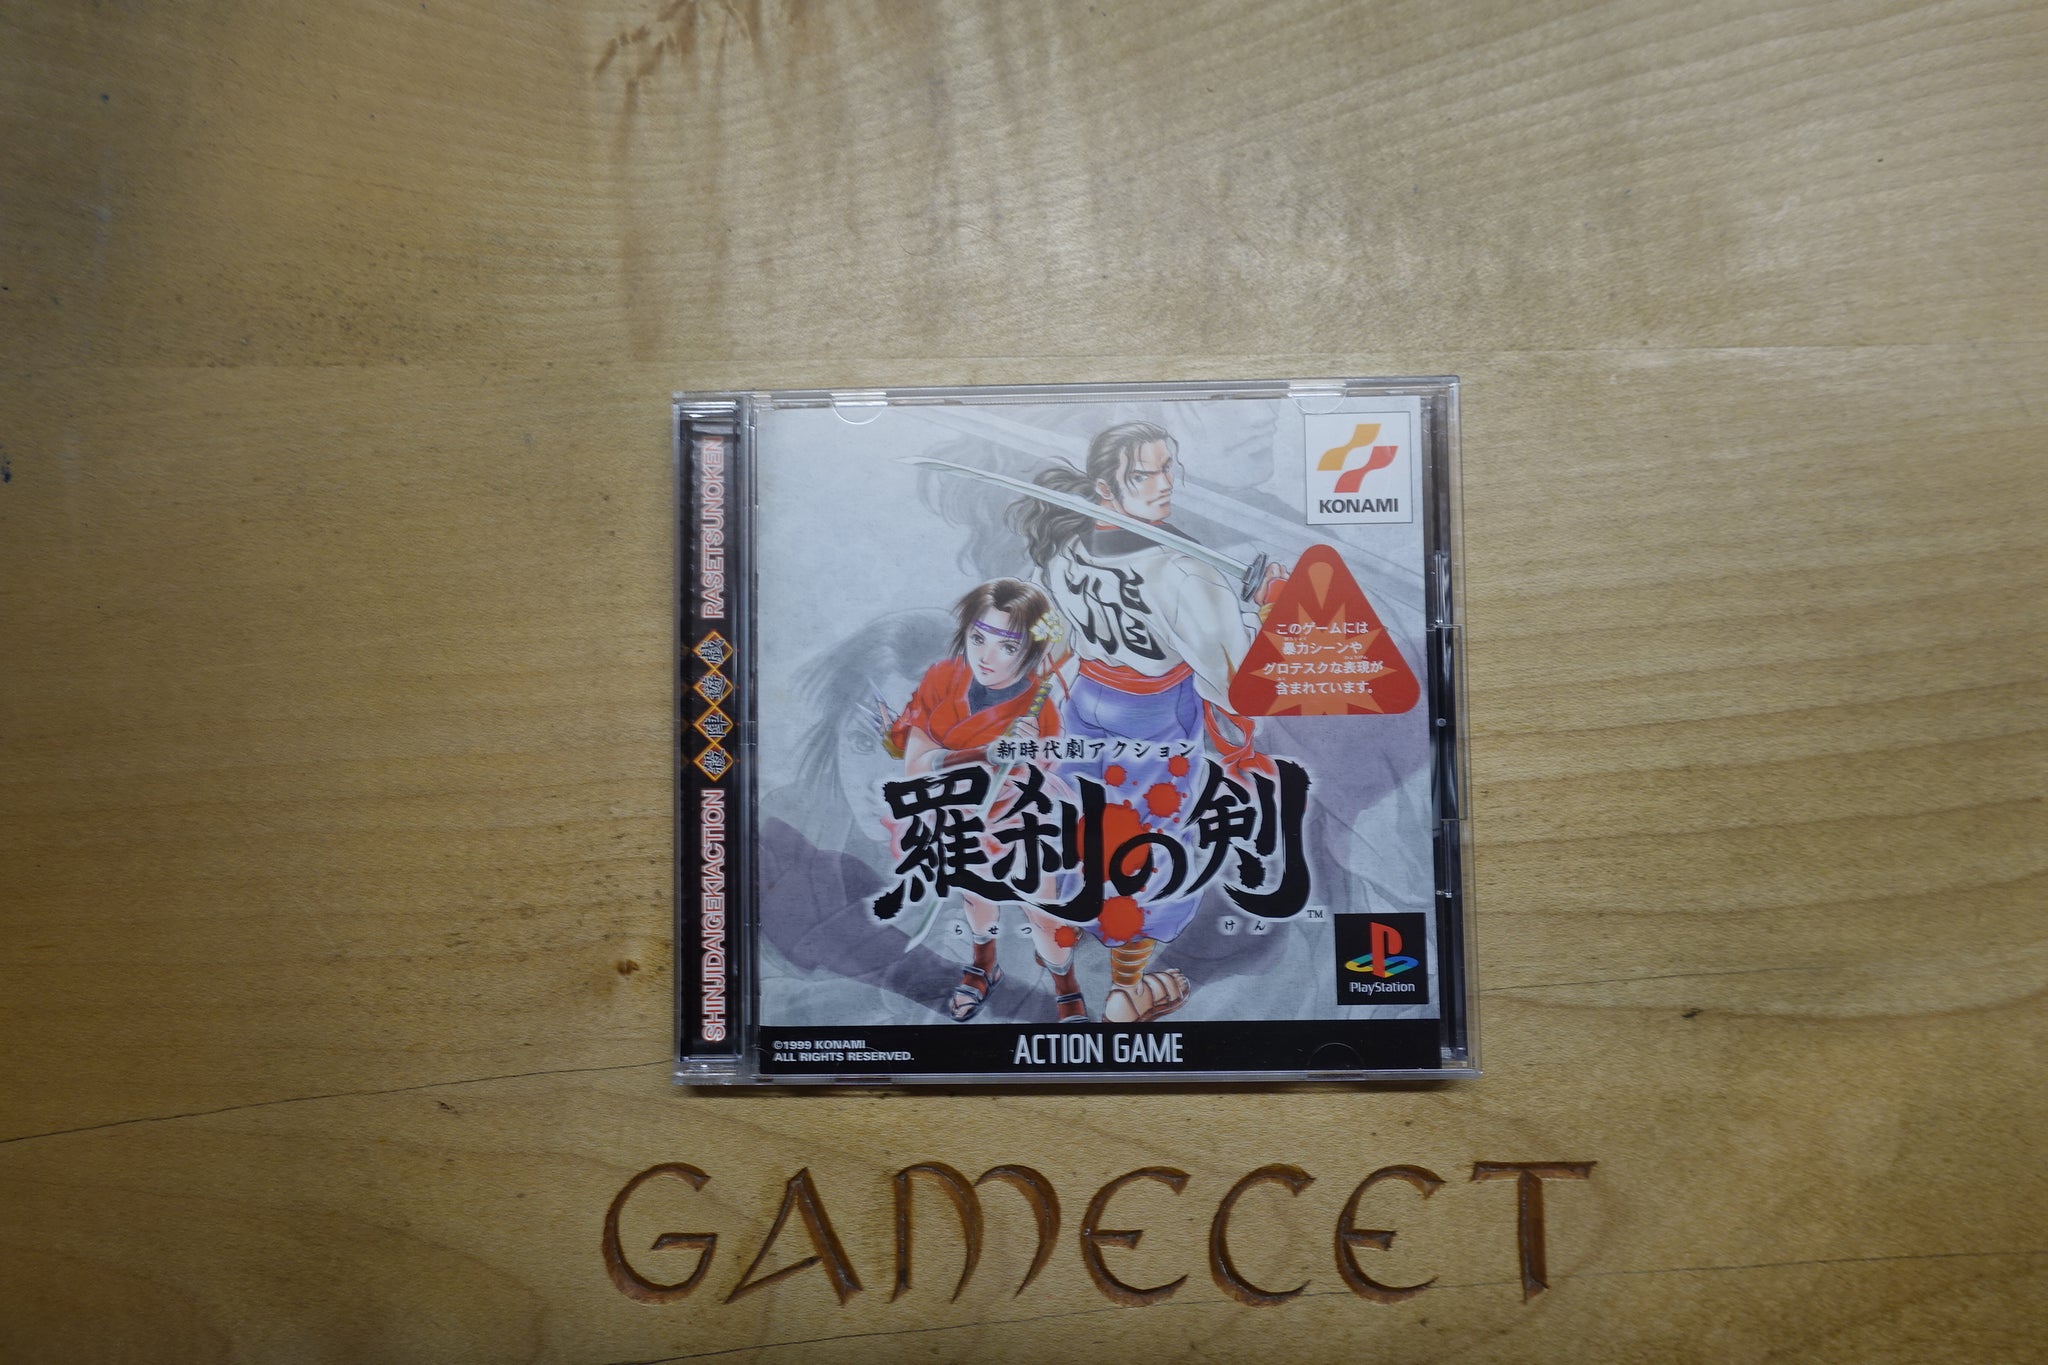 RASETSUNOKEN
SHINJIDAIGEKIACTION
KONAMI
龍
このゲームには
暴力シーンや
グロテスクな表現が
含まれています。
新時代劇アクション
羅刹の剣
TM
らせつ
けん
PlayStation
©1999 KONAMI
ALL RIGHTS RESERVED.
ACTION GAME
GAMECET